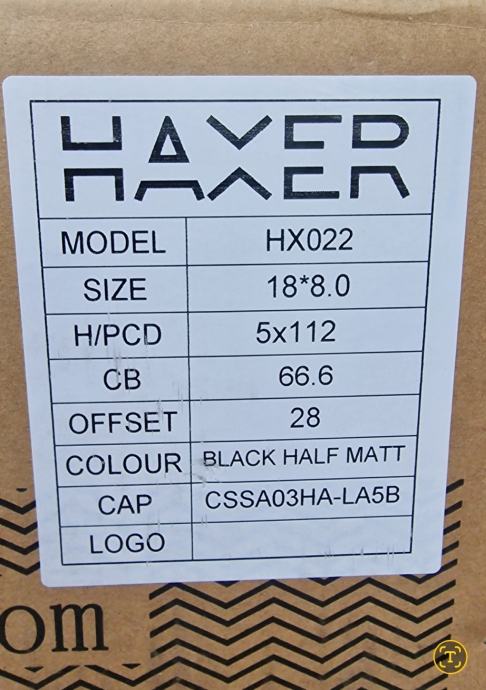 HAXER
MODEL HX022
SIZE 18*8.0
H/PCD 5x112
CB 66.6
OFFSET 28
COLOUR BLACK HALF MATT
CAP CSSA03HA-LA5B
LOGO
om